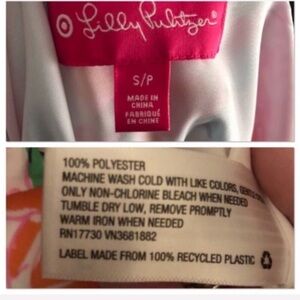 Lilly Pulitzer®
S/P
MADE IN
CHINA
FABRIQUÉ
EN CHINE
100% POLYESTER
MACHINE WASH COLD WITH LIKE COLORS,
ONLY NON-CHLORINE BLEACH WHEN NEEDED
TUMBLE DRY LOW, REMOVE PROMPTLY
WARM IRON WHEN NEEDED
RN17730 VN3681882
LABEL MADE FROM 100% RECYCLED PLASTIC